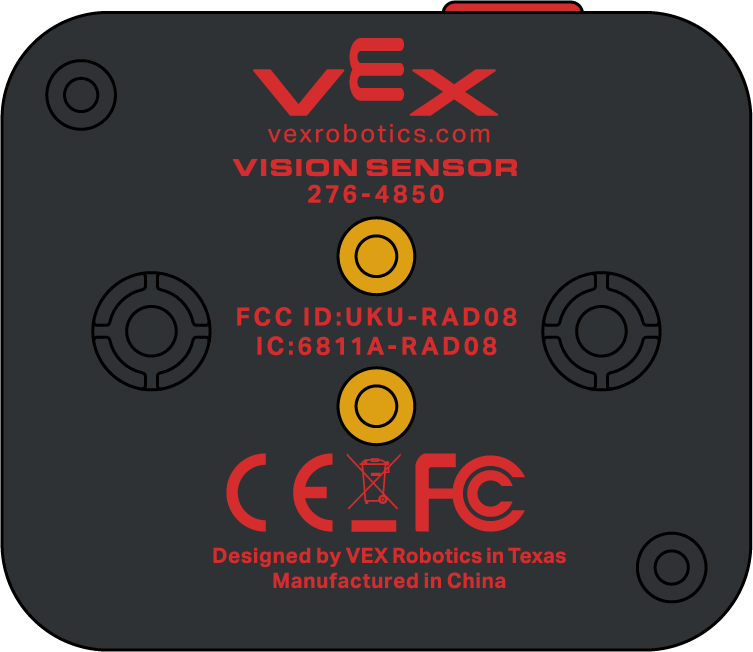 VEX
vexrobotics.com
VISION SENSOR
276-4850
FCC ID:UKU-RAD08
IC:6811A-RAD08
CE FC
Designed by VEX Robotics in Texas
Manufactured in China